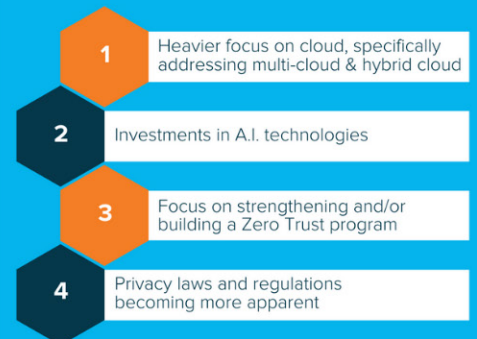 1
Heavier focus on cloud, specifically
addressing multi-cloud & hybrid cloud
2
Investments in A.I. technologies
3
Focus on strengthening and/or
building a Zero Trust program
4
Privacy laws and regulations
becoming more apparent